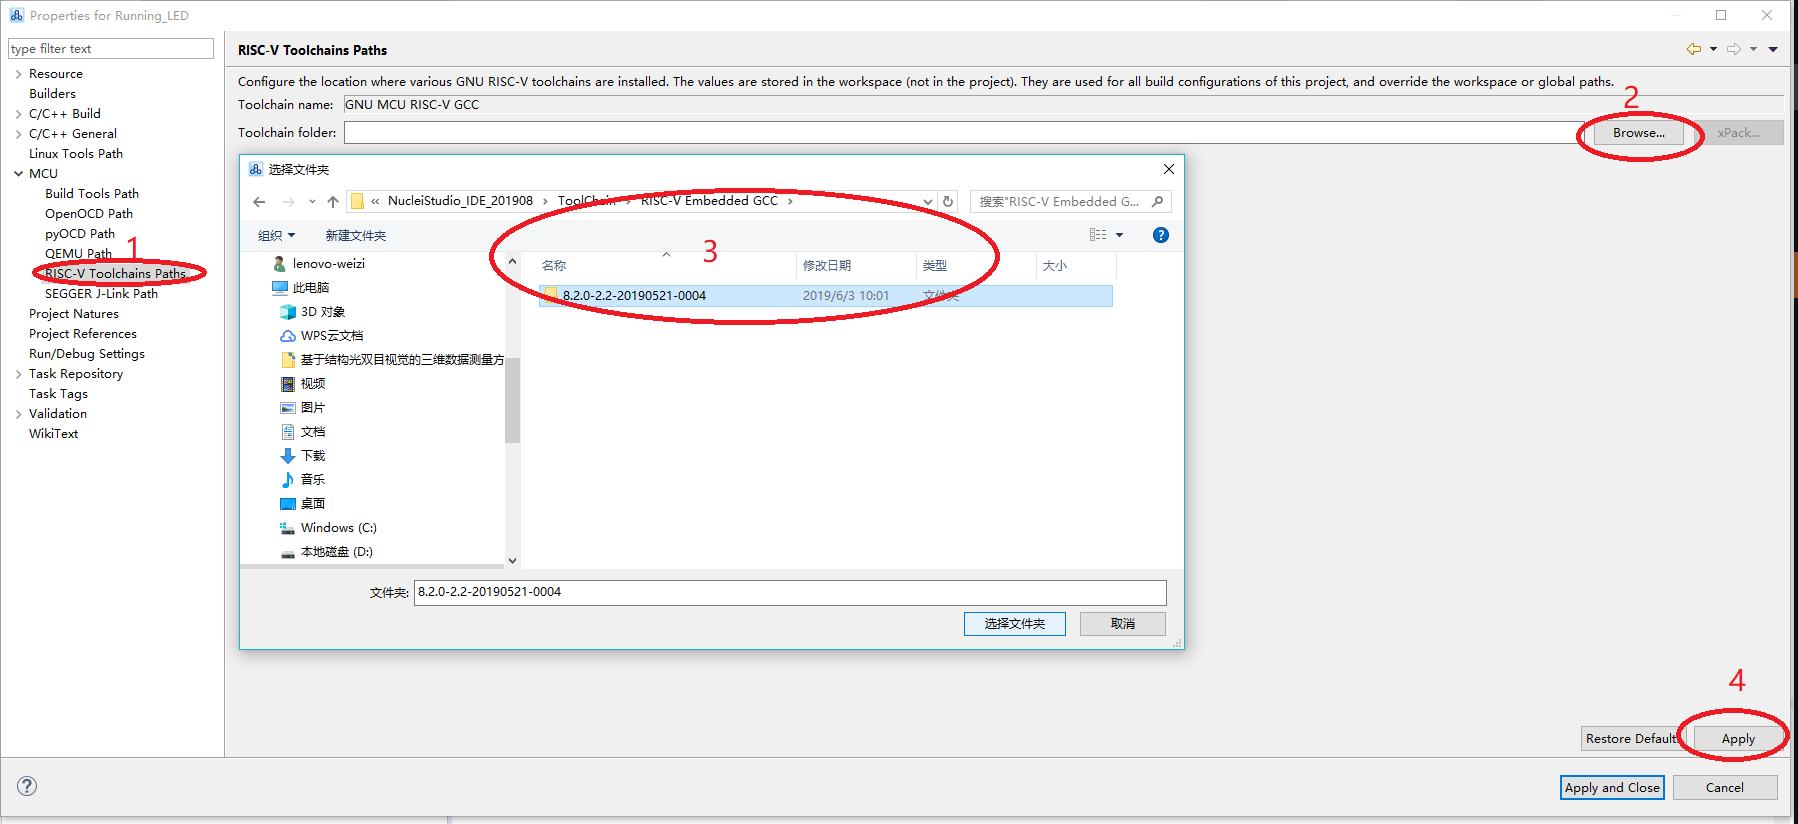 Properties for Running_LED
type filter text
Resource
Builders
C/C++ Build
C/C++ General
Linux Tools Path
MCU
Build Tools Path
OpenOCD Path
pyOCD Path
QEMU Path
1
RISC-V Toolchains Paths
SEGGER J-Link Path
Project Natures
Project References
Run/Debug Settings
Task Repository
Task Tags
Validation
WikiText
RISC-V Toolchains Paths
Configure the location where various GNU RISC-V toolchains are installed. The values are stored in the workspace (not in the project). They are used for all build configurations of this project, and override the workspace or global paths.
Toolchain name: GNU MCU RISC-V GCC
2
Toolchain folder: Browse... xPack...
选择文件夹
« NucleiStudio_IDE_201908 › ToolChain › RISC-V Embedded GCC ›
搜索"RISC-V Embedded G...
组织 新建文件夹
3
名称 修改日期 类型 大小
8.2.0-2.2-20190521-0004 2019/6/3 10:01 文件夹
lenovo-weizi
此电脑
3D 对象
WPS云文档
基于结构光双目视觉的三维数据测量方
视频
图片
文档
下载
音乐
桌面
Windows (C:)
本地磁盘 (D:)
文件夹: 8.2.0-2.2-20190521-0004
选择文件夹 取消
4
Restore Default Apply
Apply and Close Cancel